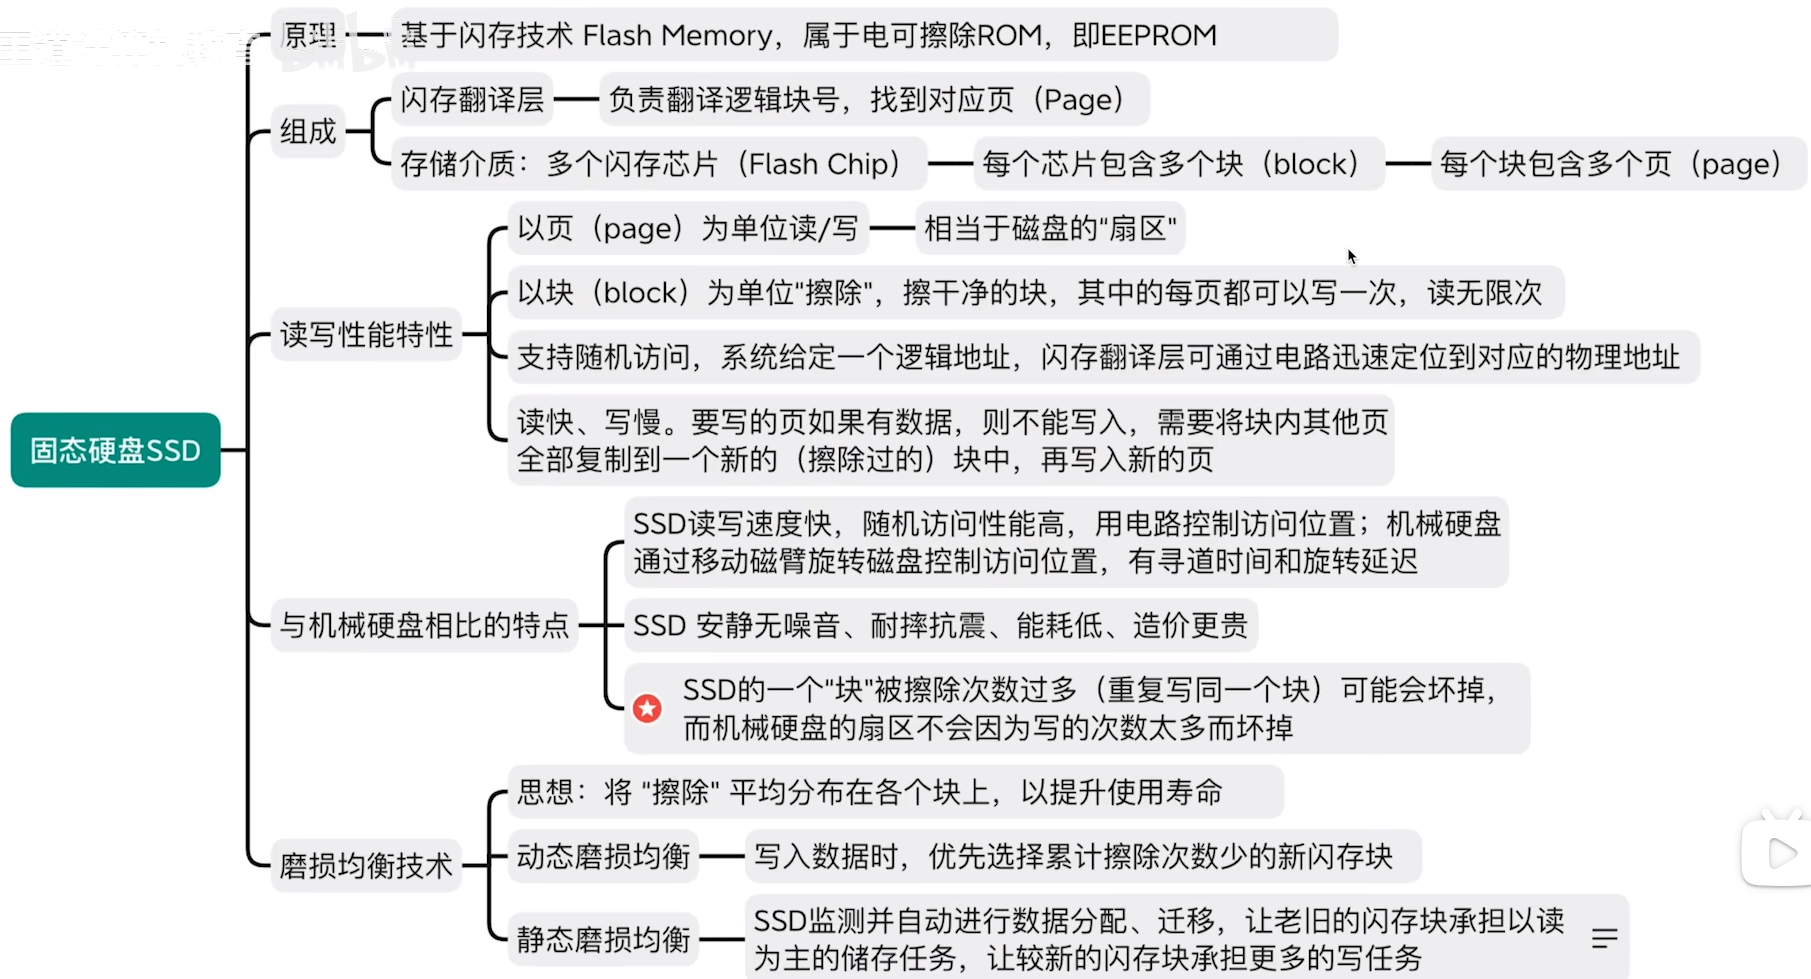 原理
基于闪存技术 Flash Memory，属于电可擦除ROM，即EEPROM
组成
闪存翻译层
负责翻译逻辑块号，找到对应页（Page）
存储介质：多个闪存芯片（Flash Chip）
每个芯片包含多个块（block）
每个块包含多个页（page）
固态硬盘SSD
读写性能特性
以页（page）为单位读/写
相当于磁盘的"扇区"
以块（block）为单位"擦除"，擦干净的块，其中的每页都可以写一次，读无限次
支持随机访问，系统给定一个逻辑地址，闪存翻译层可通过电路迅速定位到对应的物理地址
读快、写慢。要写的页如果有数据，则不能写入，需要将块内其他页
全部复制到一个新的（擦除过的）块中，再写入新的页
与机械硬盘相比的特点
SSD读写速度快，随机访问性能高，用电路控制访问位置；机械硬盘
通过移动磁臂旋转磁盘控制访问位置，有寻道时间和旋转延迟
SSD 安静无噪音、耐摔抗震、能耗低、造价更贵
SSD的一个"块"被擦除次数过多（重复写同一个块）可能会坏掉，
而机械硬盘的扇区不会因为写的次数太多而坏掉
磨损均衡技术
思想：将 "擦除" 平均分布在各个块上，以提升使用寿命
动态磨损均衡
写入数据时，优先选择累计擦除次数少的新闪存块
静态磨损均衡
SSD监测并自动进行数据分配、迁移，让老旧的闪存块承担以读
为主的储存任务，让较新的闪存块承担更多的写任务